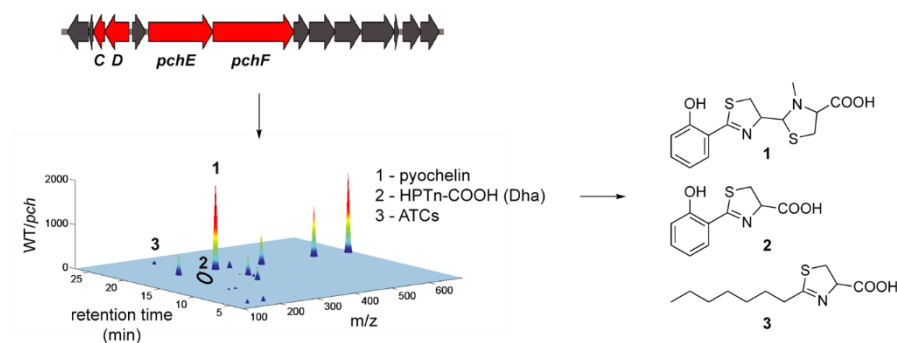 C D pchE pchF
WT/pch
2000
1000
0
1
2
3
1 - pyochelin
2 - HPTn-COOH (Dha)
3 - ATCs
25
20
15
10
5
retention time
(min)
100
200
300
400
500
600
m/z
OH
S
N
N
S
COOH
1
OH
S
N
COOH
2
S
N
COOH
3